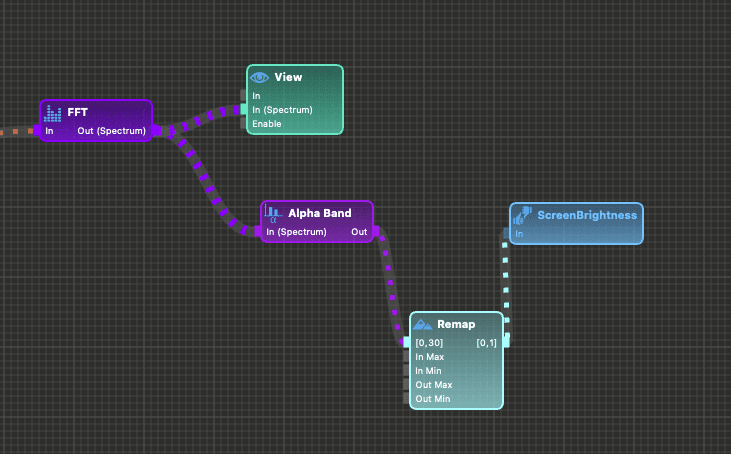 View
In
In (Spectrum)
Enable
FFT
In Out (Spectrum)
Alpha Band
α
In (Spectrum) Out
ScreenBrightness
In
Remap
[0,30] [0,1]
In Max
In Min
Out Max
Out Min